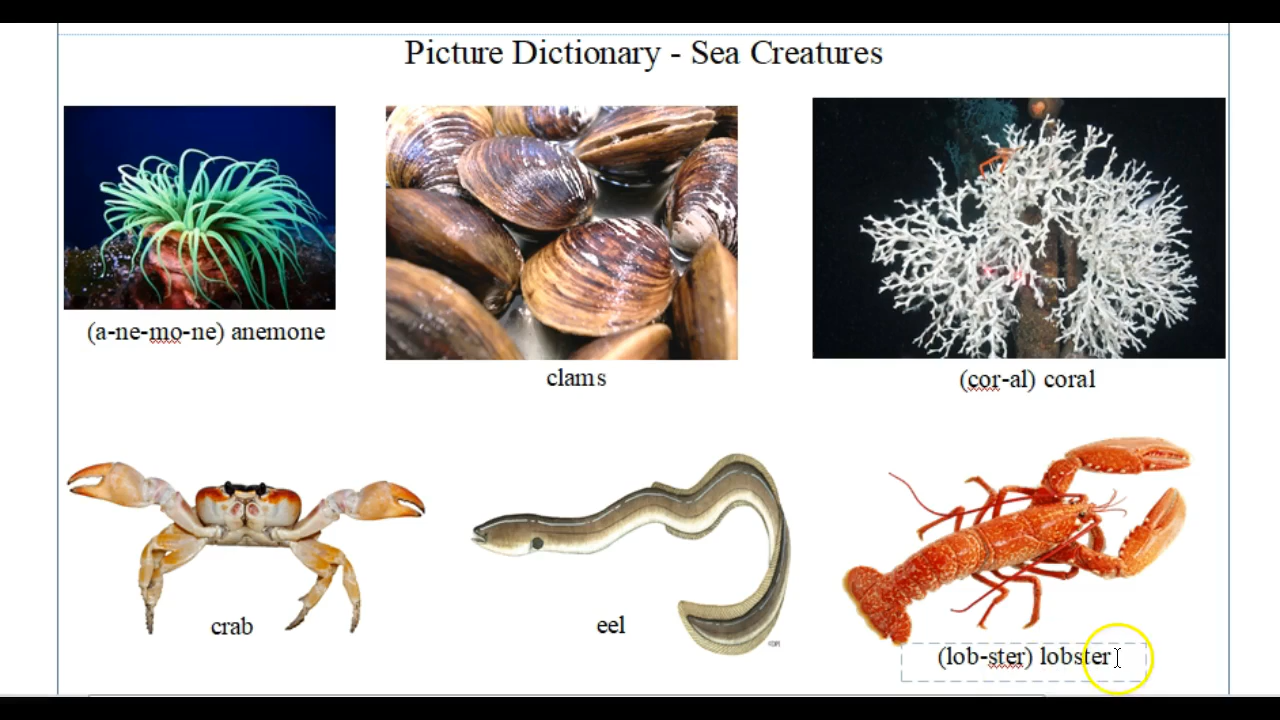 Picture Dictionary - Sea Creatures
(a-ne-mo-ne) anemone
clams
(cor-al) coral
crab
eel
(lob-ster) lobster